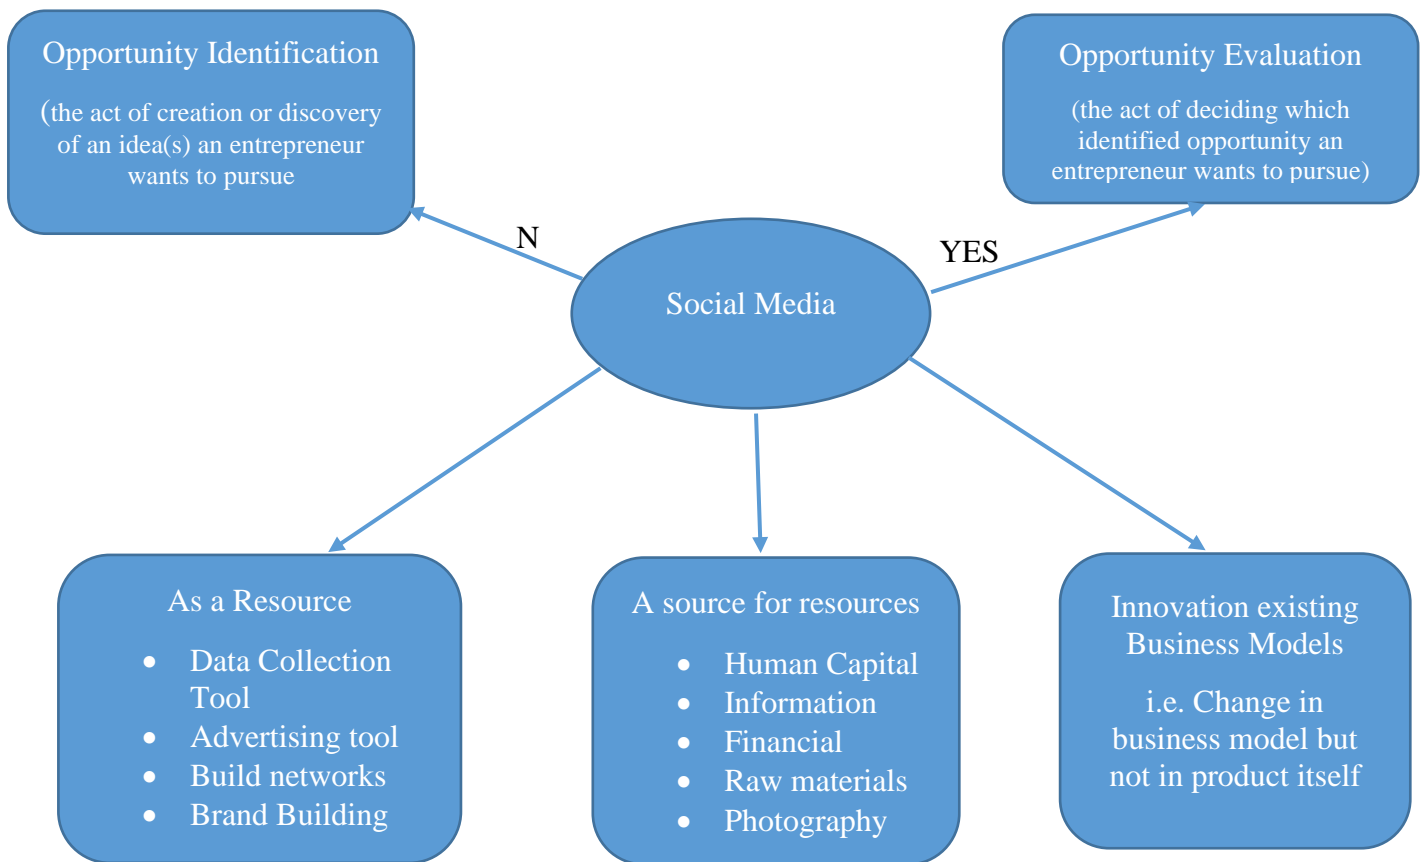 Opportunity Identification
(the act of creation or discovery
of an idea(s) an entrepreneur
wants to pursue
Opportunity Evaluation
(the act of deciding which
identified opportunity an
entrepreneur wants to pursue)
N
YES
Social Media
As a Resource
• Data Collection
Tool
• Advertising tool
• Build networks
• Brand Building
A source for resources
• Human Capital
• Information
• Financial
• Raw materials
• Photography
Innovation existing
Business Models
i.e. Change in
business model but
not in product itself